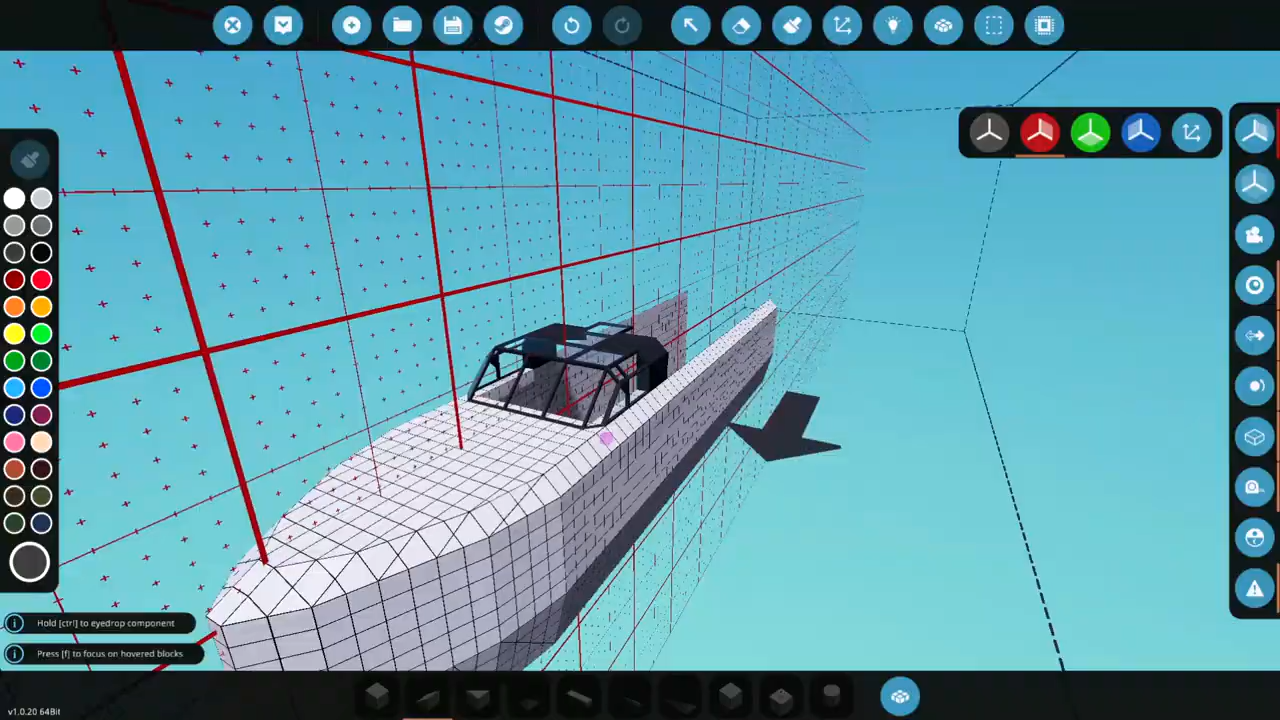 Hold [ctrl] to eyedrop component
Press [f] to focus on hovered blocks
v1.0.20 64Bit